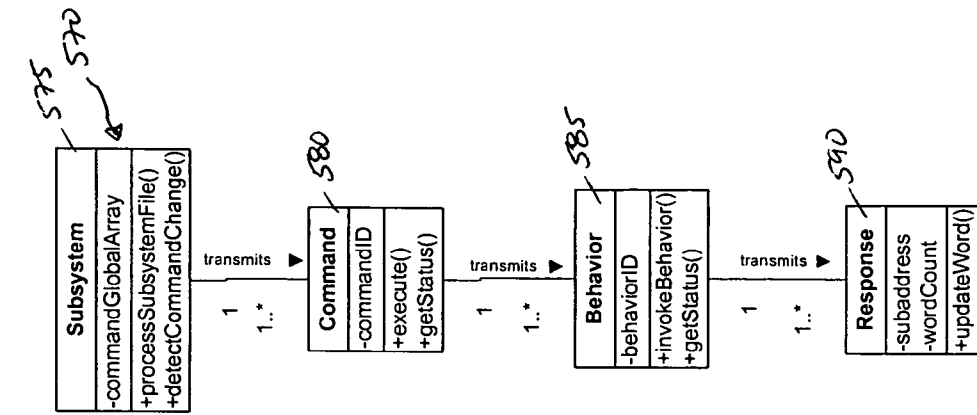 570
575
Subsystem
-commandGlobalArray
+processSubsystemFile()
+detectCommandChange()
1
transmits
1..*
580
Command
-commandID
+execute()
+getStatus()
1
transmits
1..*
585
Behavior
-behaviorID
+invokeBehavior()
+getStatus()
1
transmits
1..*
590
Response
-subaddress
-wordCount
+updateWord()